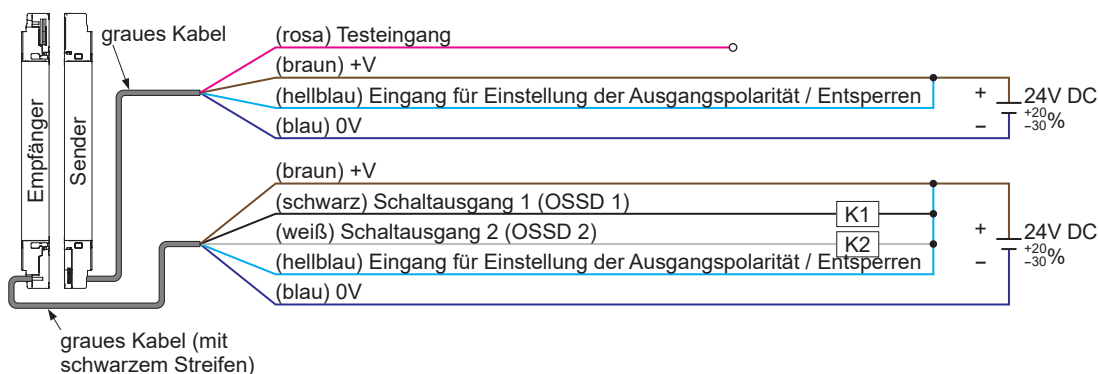 graues Kabel
(rosa) Testeingang
(braun) +V
(hellblau) Eingang für Einstellung der Ausgangspolarität / Entsperren
(blau) 0V
+
24V DC
+20
−30 %
−
Empfänger
Sender
(braun) +V
(schwarz) Schaltausgang 1 (OSSD 1)
K1
(weiß) Schaltausgang 2 (OSSD 2)
K2
(hellblau) Eingang für Einstellung der Ausgangspolarität / Entsperren
(blau) 0V
+
24V DC
+20
−30 %
−
graues Kabel (mit
schwarzem Streifen)